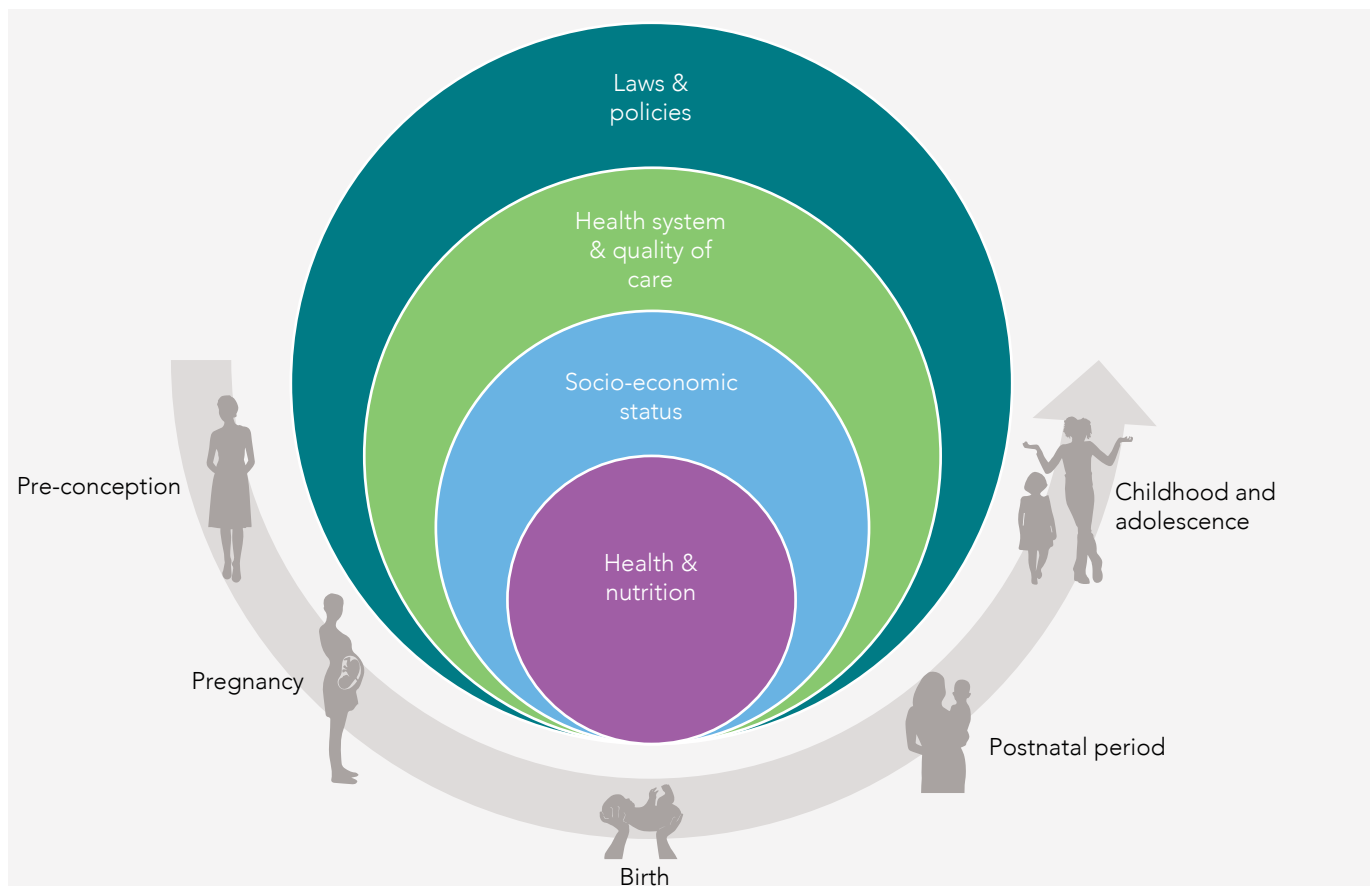 Laws &
policies
Health system
& quality of
care
Socio-economic
status
Health &
nutrition
Pre-conception
Pregnancy
Birth
Postnatal period
Childhood and
adolescence